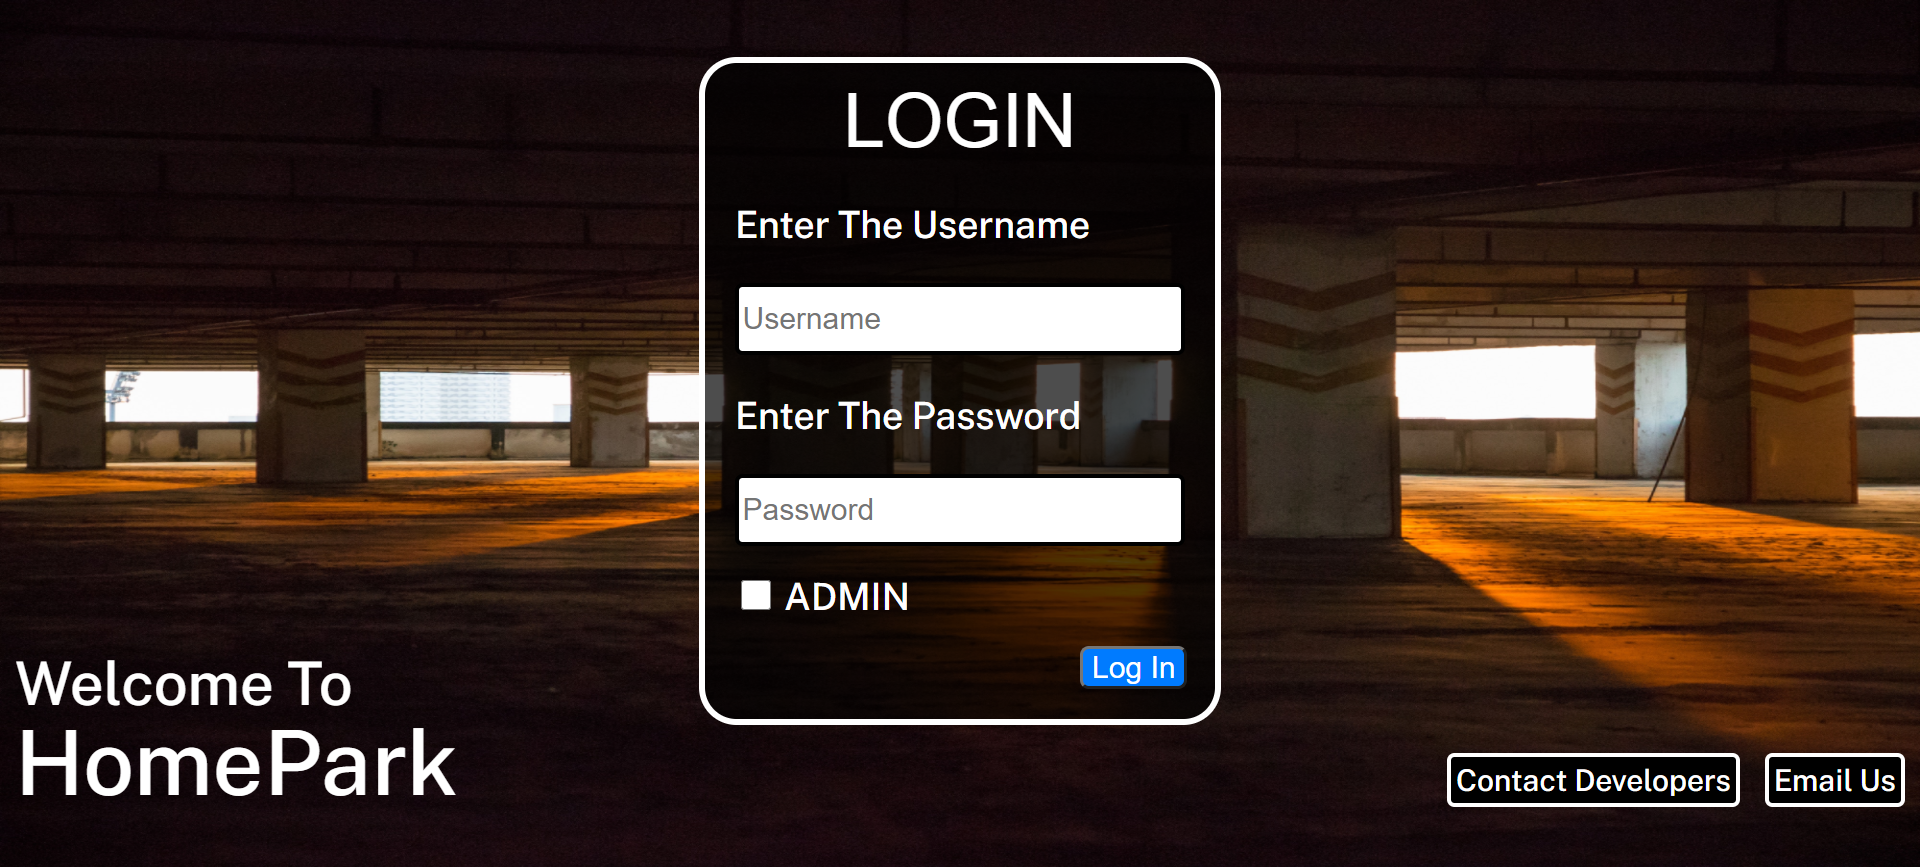 LOGIN
Enter The Username
Username
Enter The Password
Password
ADMIN
Log In
Welcome To
HomePark
Contact Developers
Email Us